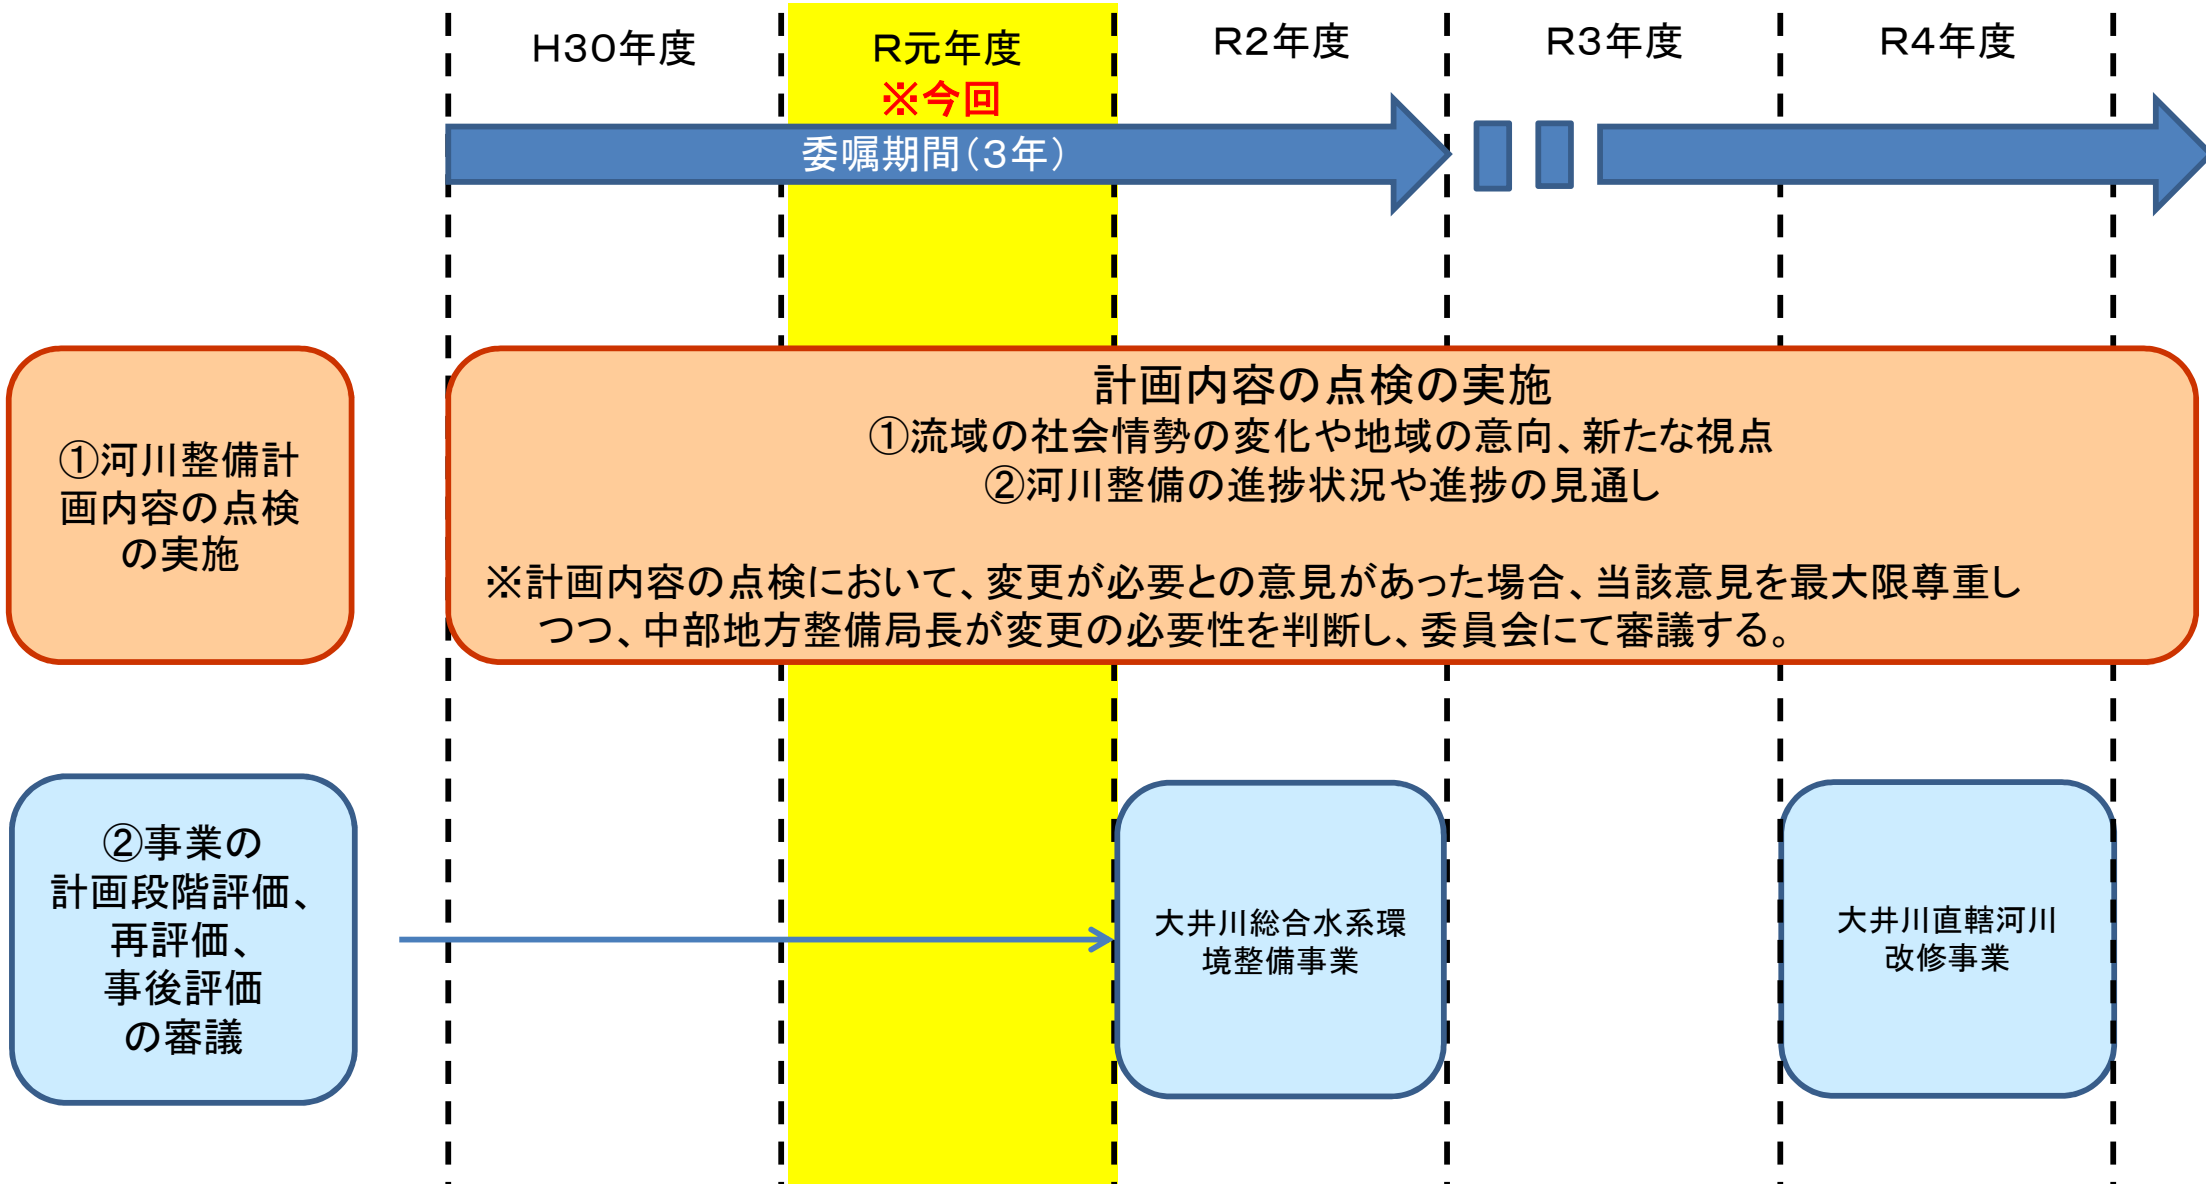 H30年度
R元年度
※今回
R2年度
R3年度
R4年度
委嘱期間（3年）
①河川整備計
画内容の点検
の実施
計画内容の点検の実施
①流域の社会情勢の変化や地域の意向、新たな視点
②河川整備の進捗状況や進捗の見通し
※計画内容の点検において、変更が必要との意見があった場合、当該意見を最大限尊重し
つつ、中部地方整備局長が変更の必要性を判断し、委員会にて審議する。
②事業の
計画段階評価、
再評価、
事後評価
の審議
大井川総合水系環
境整備事業
大井川直轄河川
改修事業